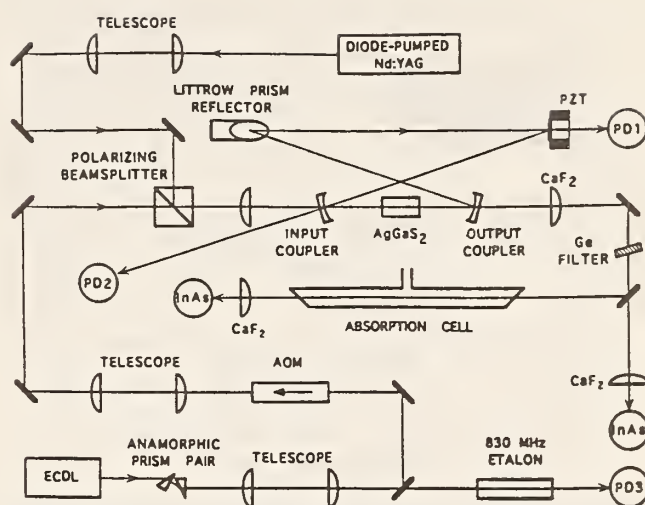 TELESCOPE
DIODE-PUMPED
Nd:YAG
LITTROW PRISM
REFLECTOR
PZT
PD1
POLARIZING
BEAMSPLITTER
CaF2
INPUT
COUPLER
AgGaS2
OUTPUT
COUPLER
Ge
FILTER
PD2
InAs
CaF2
ABSORPTION CELL
TELESCOPE
AOM
CaF2
InAs
ANAMORPHIC
PRISM PAIR
TELESCOPE
830 MHz
ETALON
ECDL
PD3